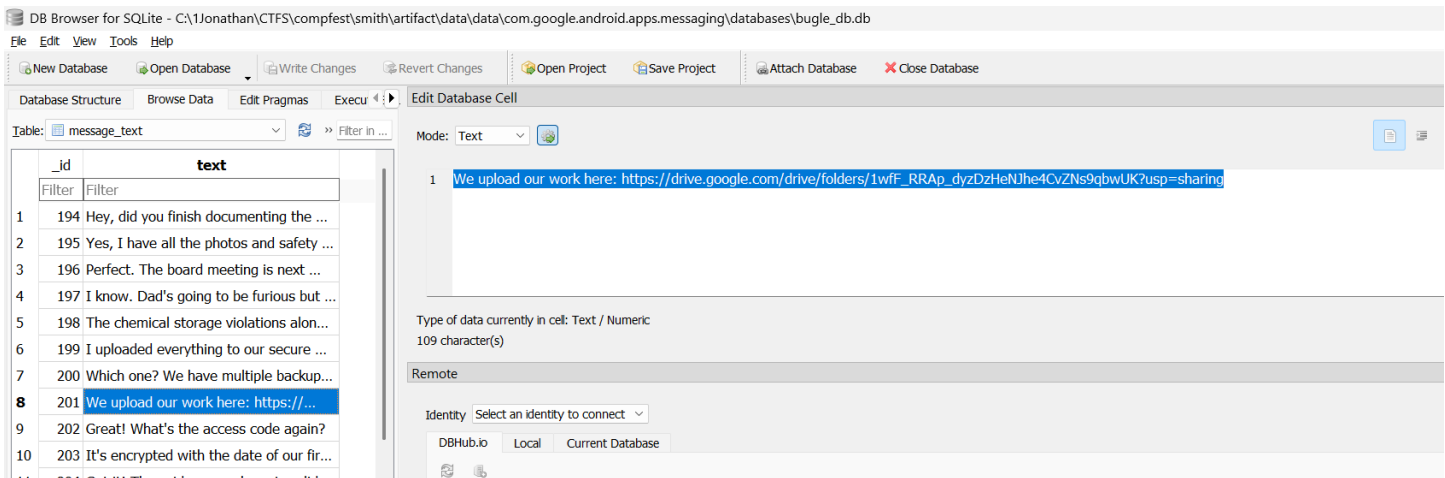 DB Browser for SQLite - C:\1Jonathan\CTFS\compfest\smith\artifact\data\data\com.google.android.apps.messaging\databases\bugle_db.db
File Edit View Tools Help
New Database Open Database Write Changes Revert Changes Open Project Save Project Attach Database Close Database
Database Structure Browse Data Edit Pragmas Execu
Edit Database Cell
Table: message_text Filter in ...
Mode: Text
_id text
Filter Filter
1 194 Hey, did you finish documenting the ...
2 195 Yes, I have all the photos and safety ...
3 196 Perfect. The board meeting is next ...
4 197 I know. Dad's going to be furious but ...
5 198 The chemical storage violations alon...
6 199 I uploaded everything to our secure ...
7 200 Which one? We have multiple backup...
8 201 We upload our work here: https://...
9 202 Great! What's the access code again?
10 203 It's encrypted with the date of our fir...
1 We upload our work here: https://drive.google.com/drive/folders/1wfF_RRAp_dyzDzHeNJhe4CvZNs9qbwUK?usp=sharing
Type of data currently in cell: Text / Numeric
109 character(s)
Remote
Identity Select an identity to connect
DBHub.io Local Current Database